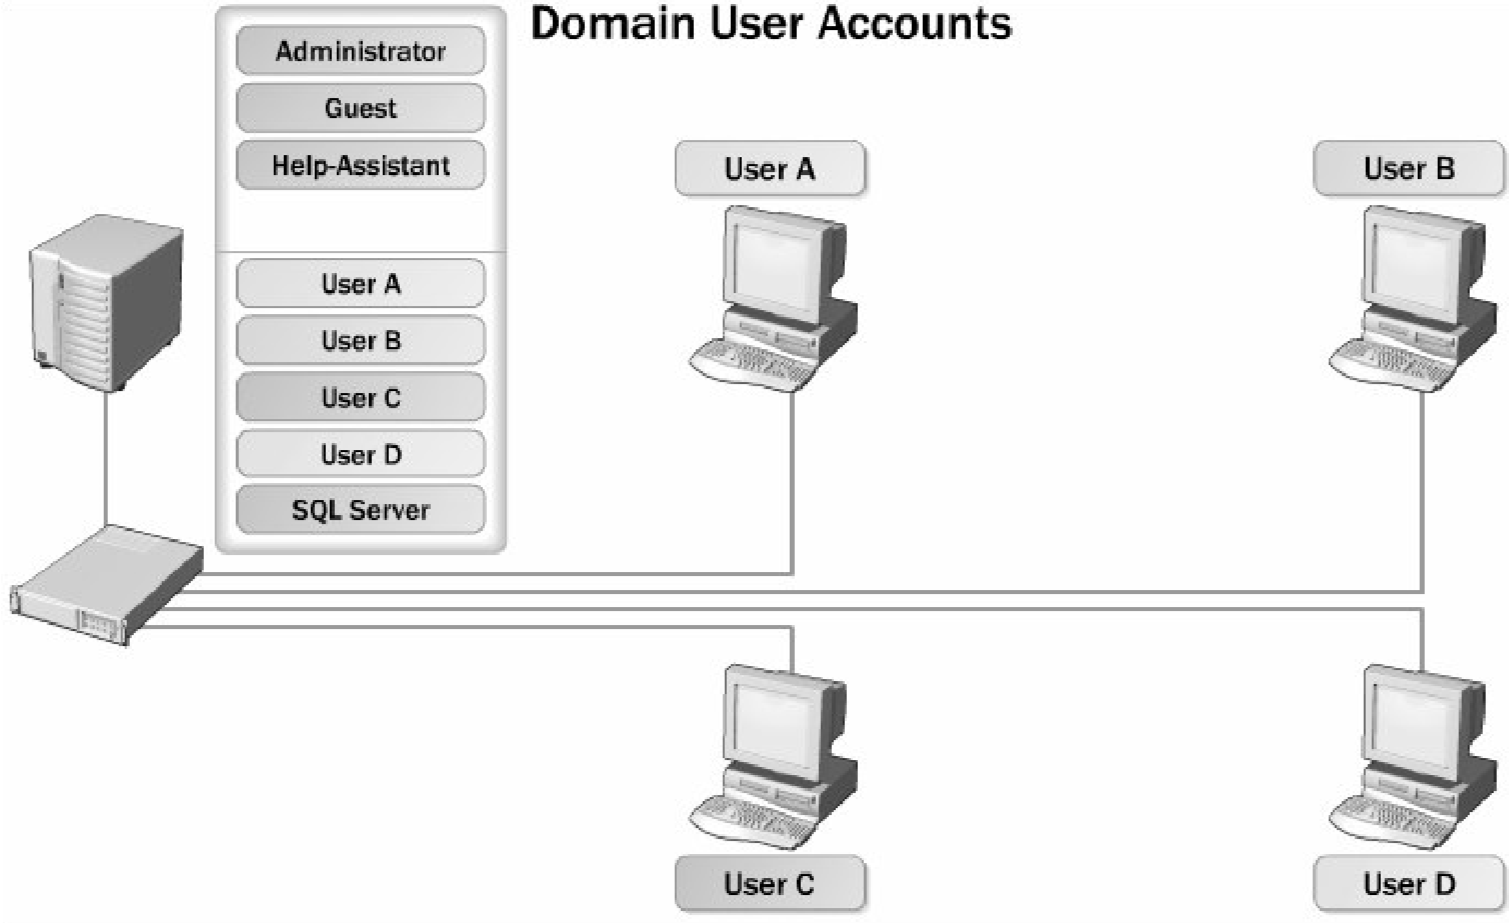 Domain User Accounts
Administrator
Guest
Help-Assistant
User A
User B
User C
User D
SQL Server
User A
User B
User C
User D